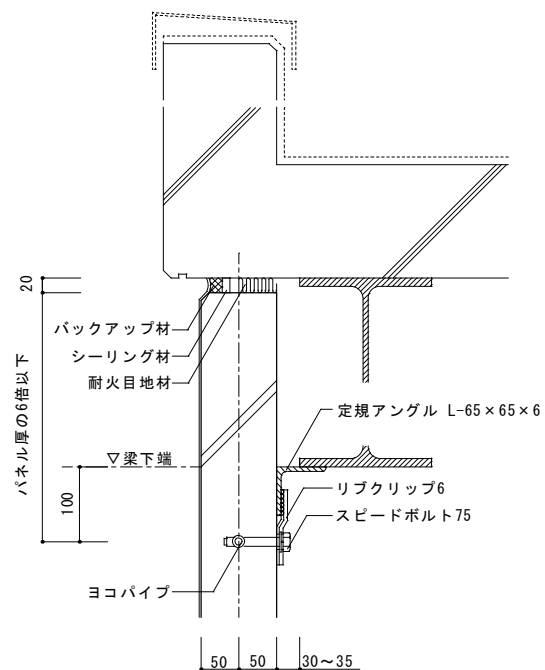 20
バックアップ材
シーリング材
耐火目地材
パネル厚の6倍以下
定規アングル L-65×65×6
▽梁下端
リブクリップ6
スピードボルト75
100
ヨコパイプ
50
50
30～35